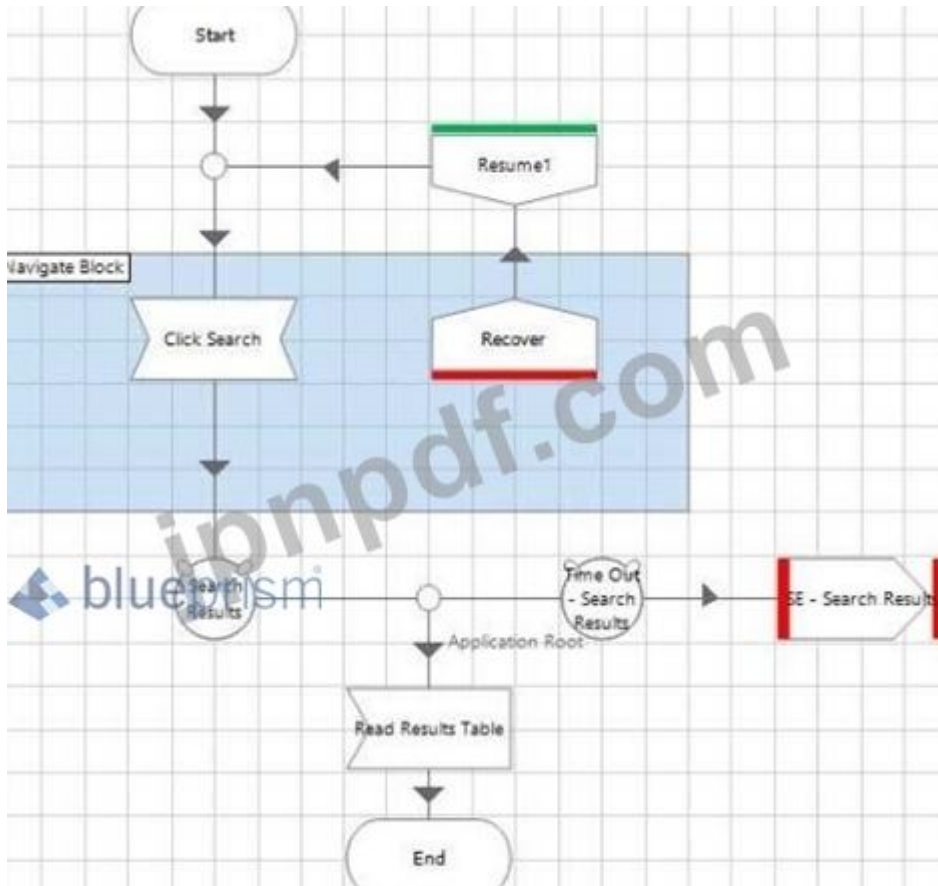 Start
Resume1
Navigate Block
Click Search
Recover
ipnpdf.com
blueprism
Search
Results
Time Out
- Search
Results
SE - Search Results
Application Root
Read Results Table
End